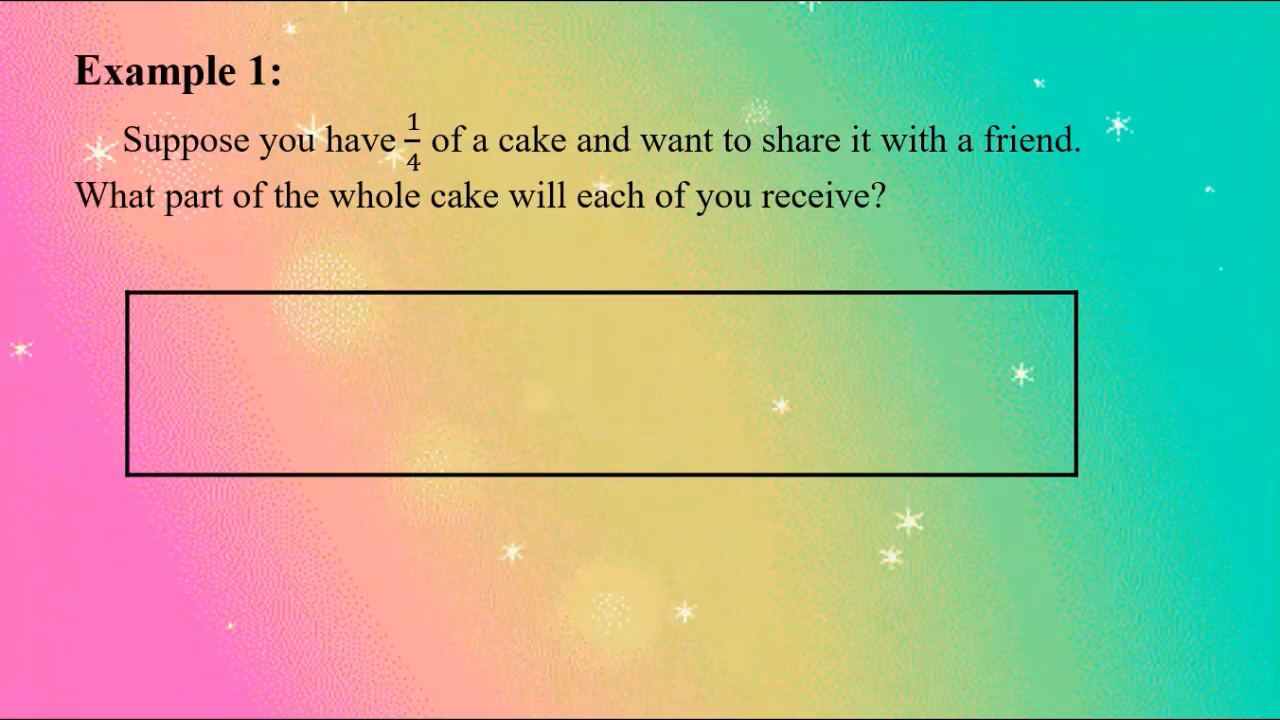 Example 1:
Suppose you have 1/4 of a cake and want to share it with a friend.
What part of the whole cake will each of you receive?